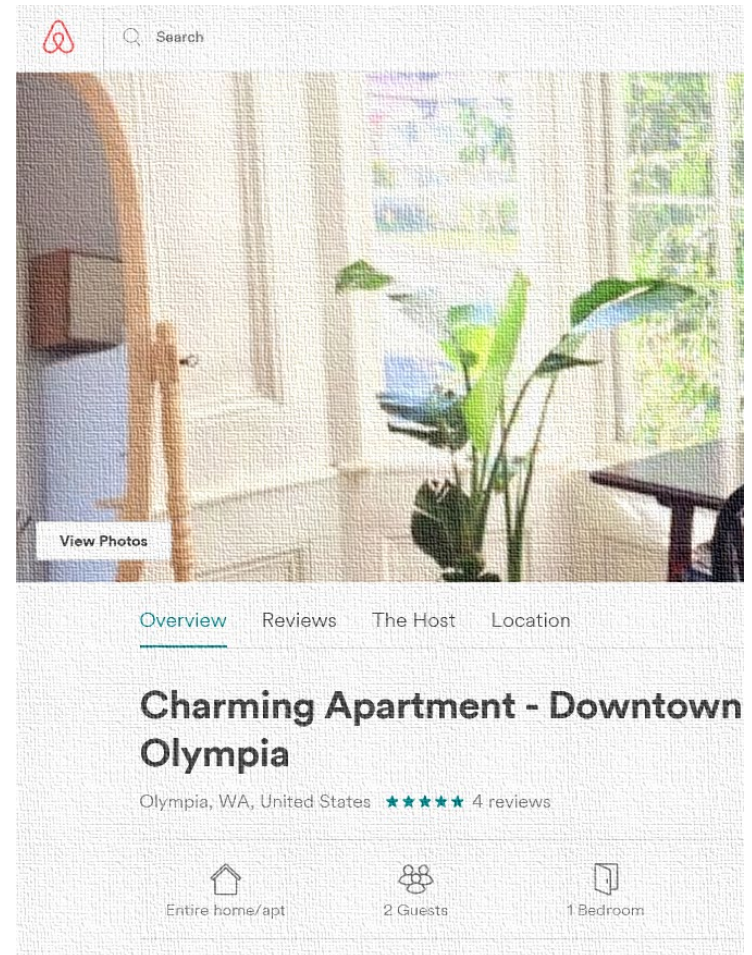 Search
View Photos
Overview Reviews The Host Location
Charming Apartment - Downtown
Olympia
Olympia, WA, United States ★★★★★ 4 reviews
Entire home/apt 2 Guests 1 Bedroom